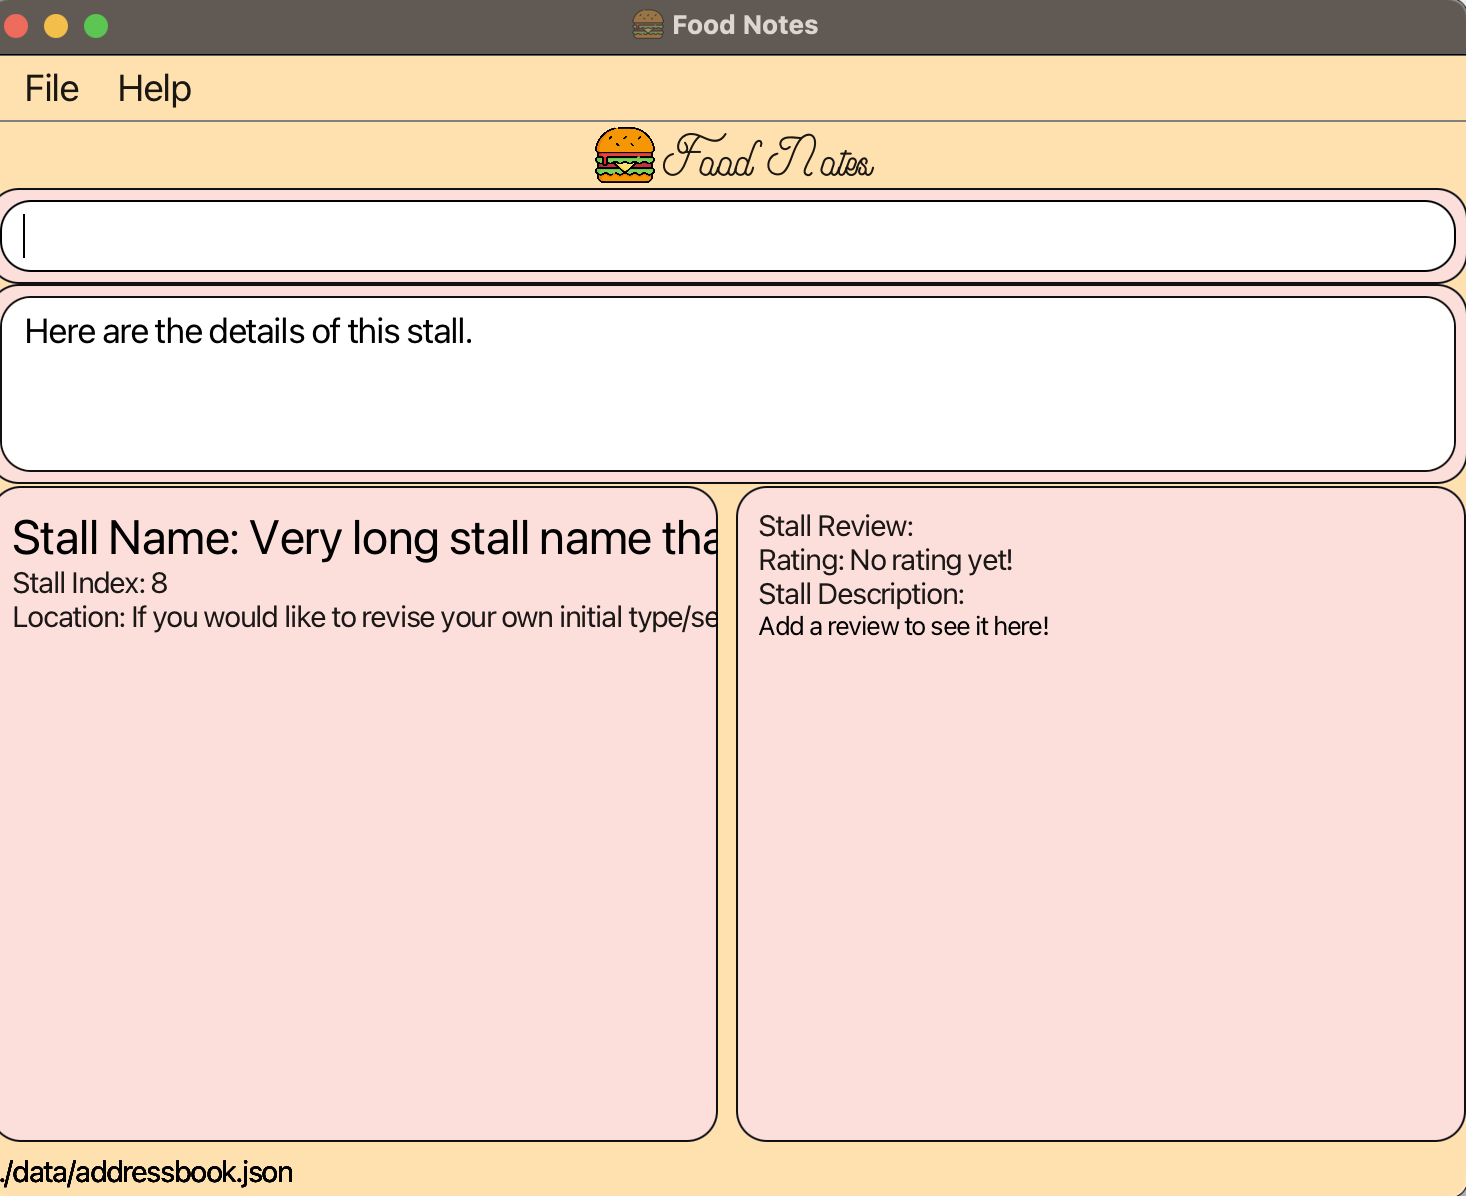 Food Notes
File Help
Food Notes
Here are the details of this stall.
Stall Name: Very long stall name tha
Stall Index: 8
Location: If you would like to revise your own initial type/se
Stall Review:
Rating: No rating yet!
Stall Description:
Add a review to see it here!
./data/addressbook.json